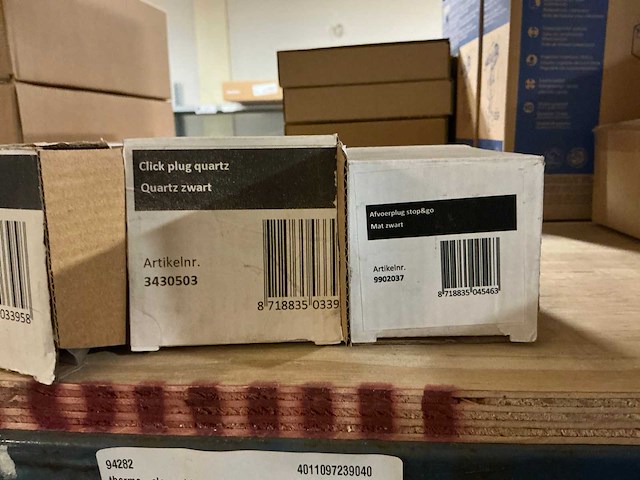 033958
Click plug quartz
Quartz zwart
Artikelnr.
3430503
8 718835 0339
Afvoerplug stop&go
Mat zwart
Artikelnr.
9902037
8 718835 045463
94282
4011097239040